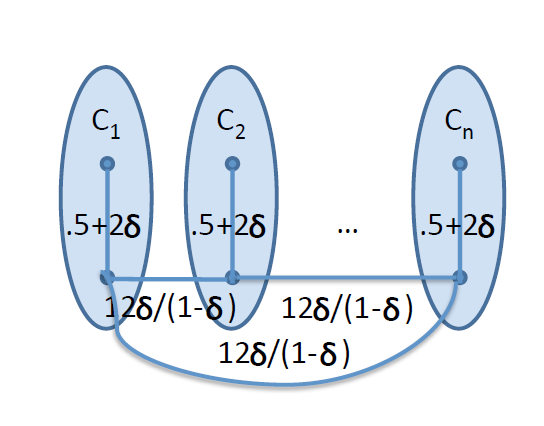 C1 C2 Cn
.5+2δ .5+2δ ... .5+2δ
12δ/(1-δ) 12δ/(1-δ)
12δ/(1-δ)